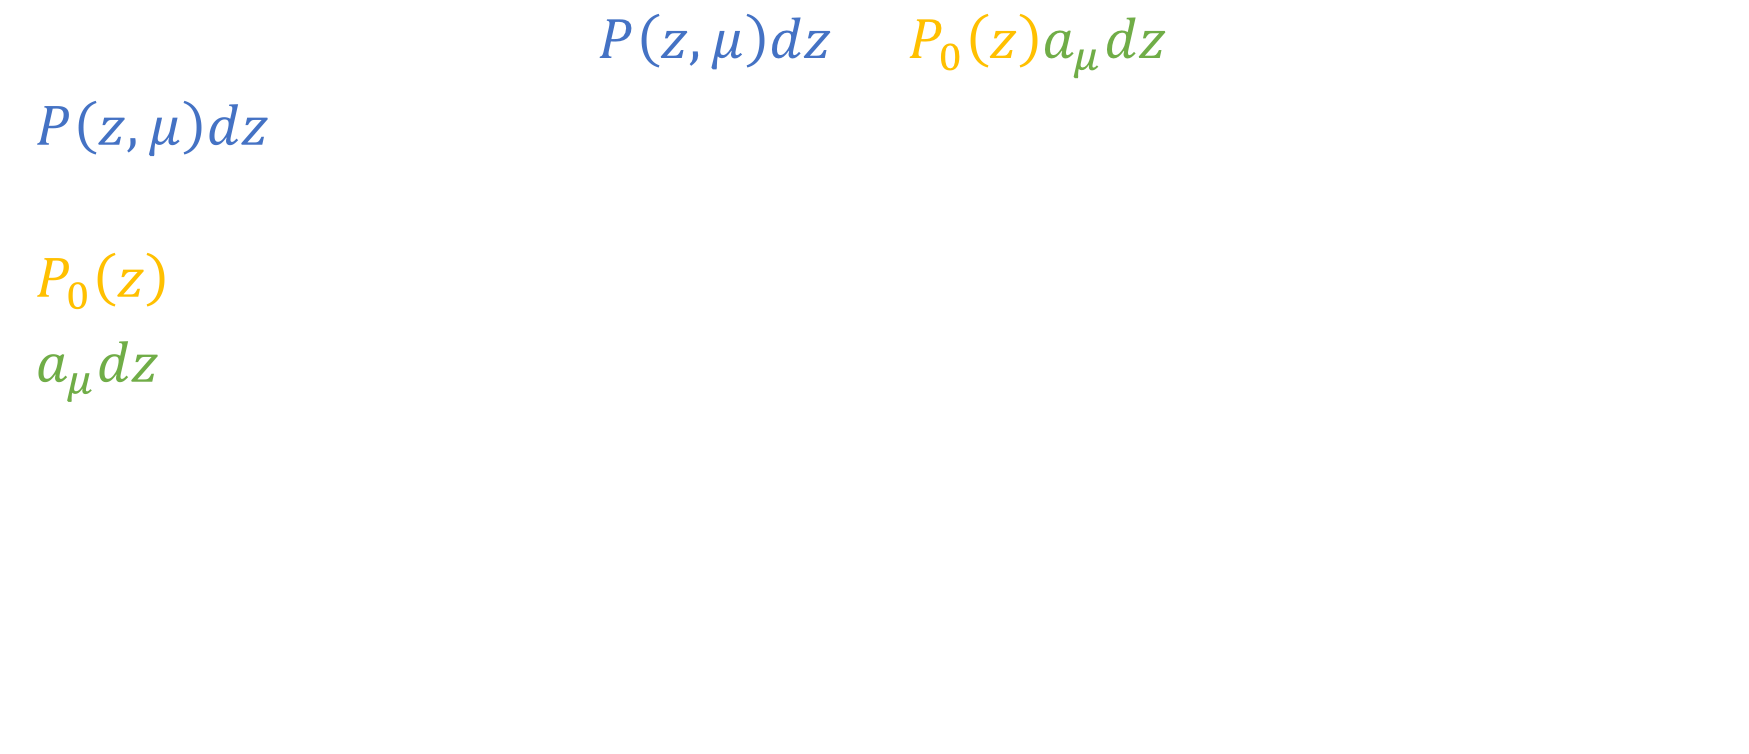 P(z, μ)dz P₀(z)a_μdz
P(z, μ)dz
P₀(z)
a_μdz